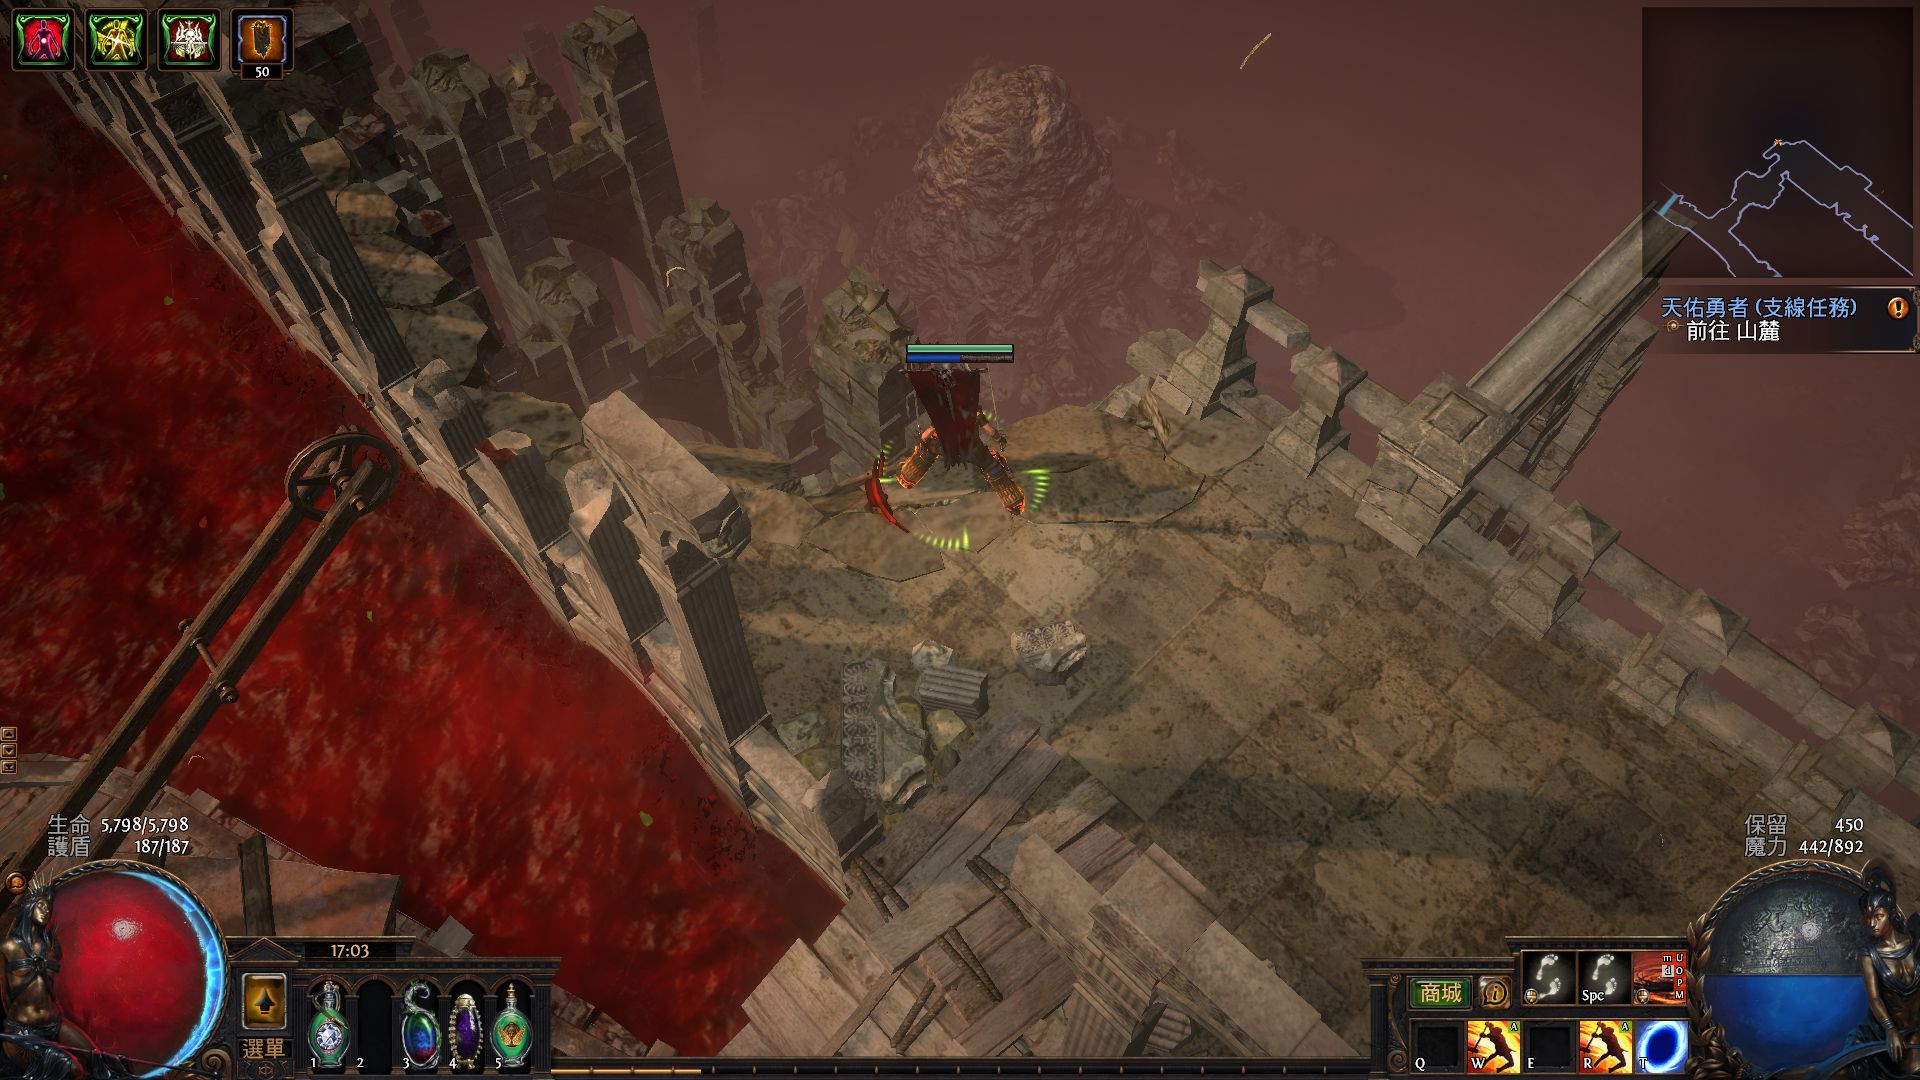 50
天佑勇者 (支線任務)
前往 山麓
生命 5,798/5,798
護盾 187/187
保留 450
魔力 442/892
17:03
選單
1 2 3 4 5
商城
Spc
m U
d O
P
M
Q W A E R A T